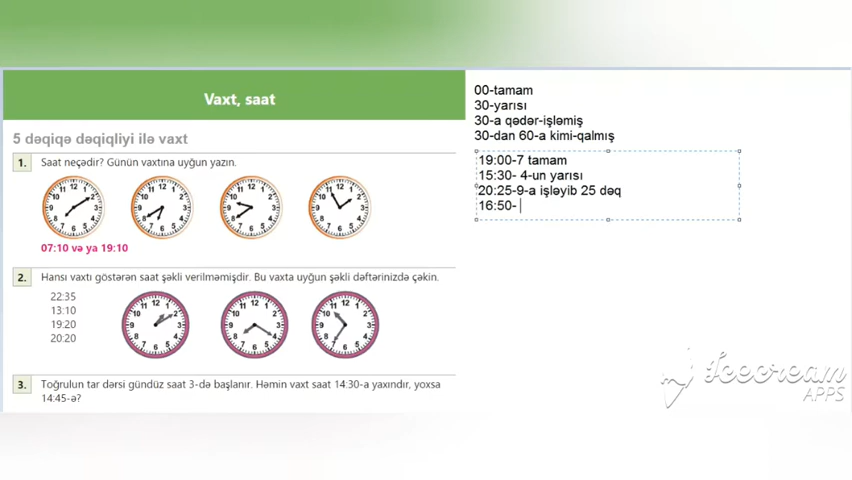 Vaxt, saat
5 dəqiqə dəqiqliyi ilə vaxt
1. Saat neçədir? Günün vaxtına uyğun yazın.
07:10 və ya 19:10
2. Hansı vaxtı göstərən saat şəkli verilməmişdir. Bu vaxta uyğun şəkli dəftərinizdə çəkin.
22:35
13:10
19:20
20:20
3. Toğrulun tar dərsi gündüz saat 3-də başlanır. Həmin vaxt saat 14:30-a yaxındır, yoxsa
14:45-ə?
00-tamam
30-yarısı
30-a qədər-işləmiş
30-dan 60-a kimi-qalmış
19:00-7 tamam
15:30- 4-un yarısı
20:25-9-a işləyib 25 dəq
16:50-
Icecream
APPS